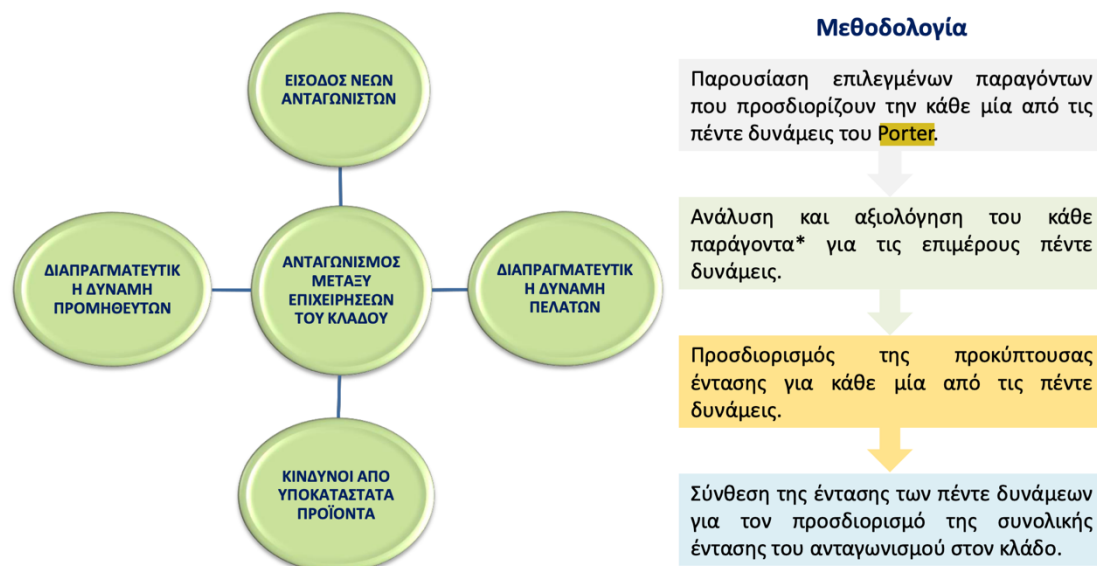 ΕΙΣΟΔΟΣ ΝΕΩΝ
ΑΝΤΑΓΩΝΙΣΤΩΝ
ΔΙΑΠΡΑΓΜΑΤΕΥΤΙΚ
Η ΔΥΝΑΜΗ
ΠΡΟΜΗΘΕΥΤΩΝ
ΑΝΤΑΓΩΝΙΣΜΟΣ
ΜΕΤΑΞΥ
ΕΠΙΧΕΙΡΗΣΕΩΝ
ΤΟΥ ΚΛΑΔΟΥ
ΔΙΑΠΡΑΓΜΑΤΕΥΤΙΚ
Η ΔΥΝΑΜΗ
ΠΕΛΑΤΩΝ
ΚΙΝΔΥΝΟΙ ΑΠΟ
ΥΠΟΚΑΤΑΣΤΑΤΑ
ΠΡΟΪΟΝΤΑ
Μεθοδολογία
Παρουσίαση επιλεγμένων παραγόντων
που προσδιορίζουν την κάθε μία από τις
πέντε δυνάμεις του Porter.
Ανάλυση και αξιολόγηση του κάθε
παράγοντα* για τις επιμέρους πέντε
δυνάμεις.
Προσδιορισμός της προκύπτουσας
έντασης για κάθε μία από τις πέντε
δυνάμεις.
Σύνθεση της έντασης των πέντε δυνάμεων
για τον προσδιορισμό της συνολικής
έντασης του ανταγωνισμού στον κλάδο.